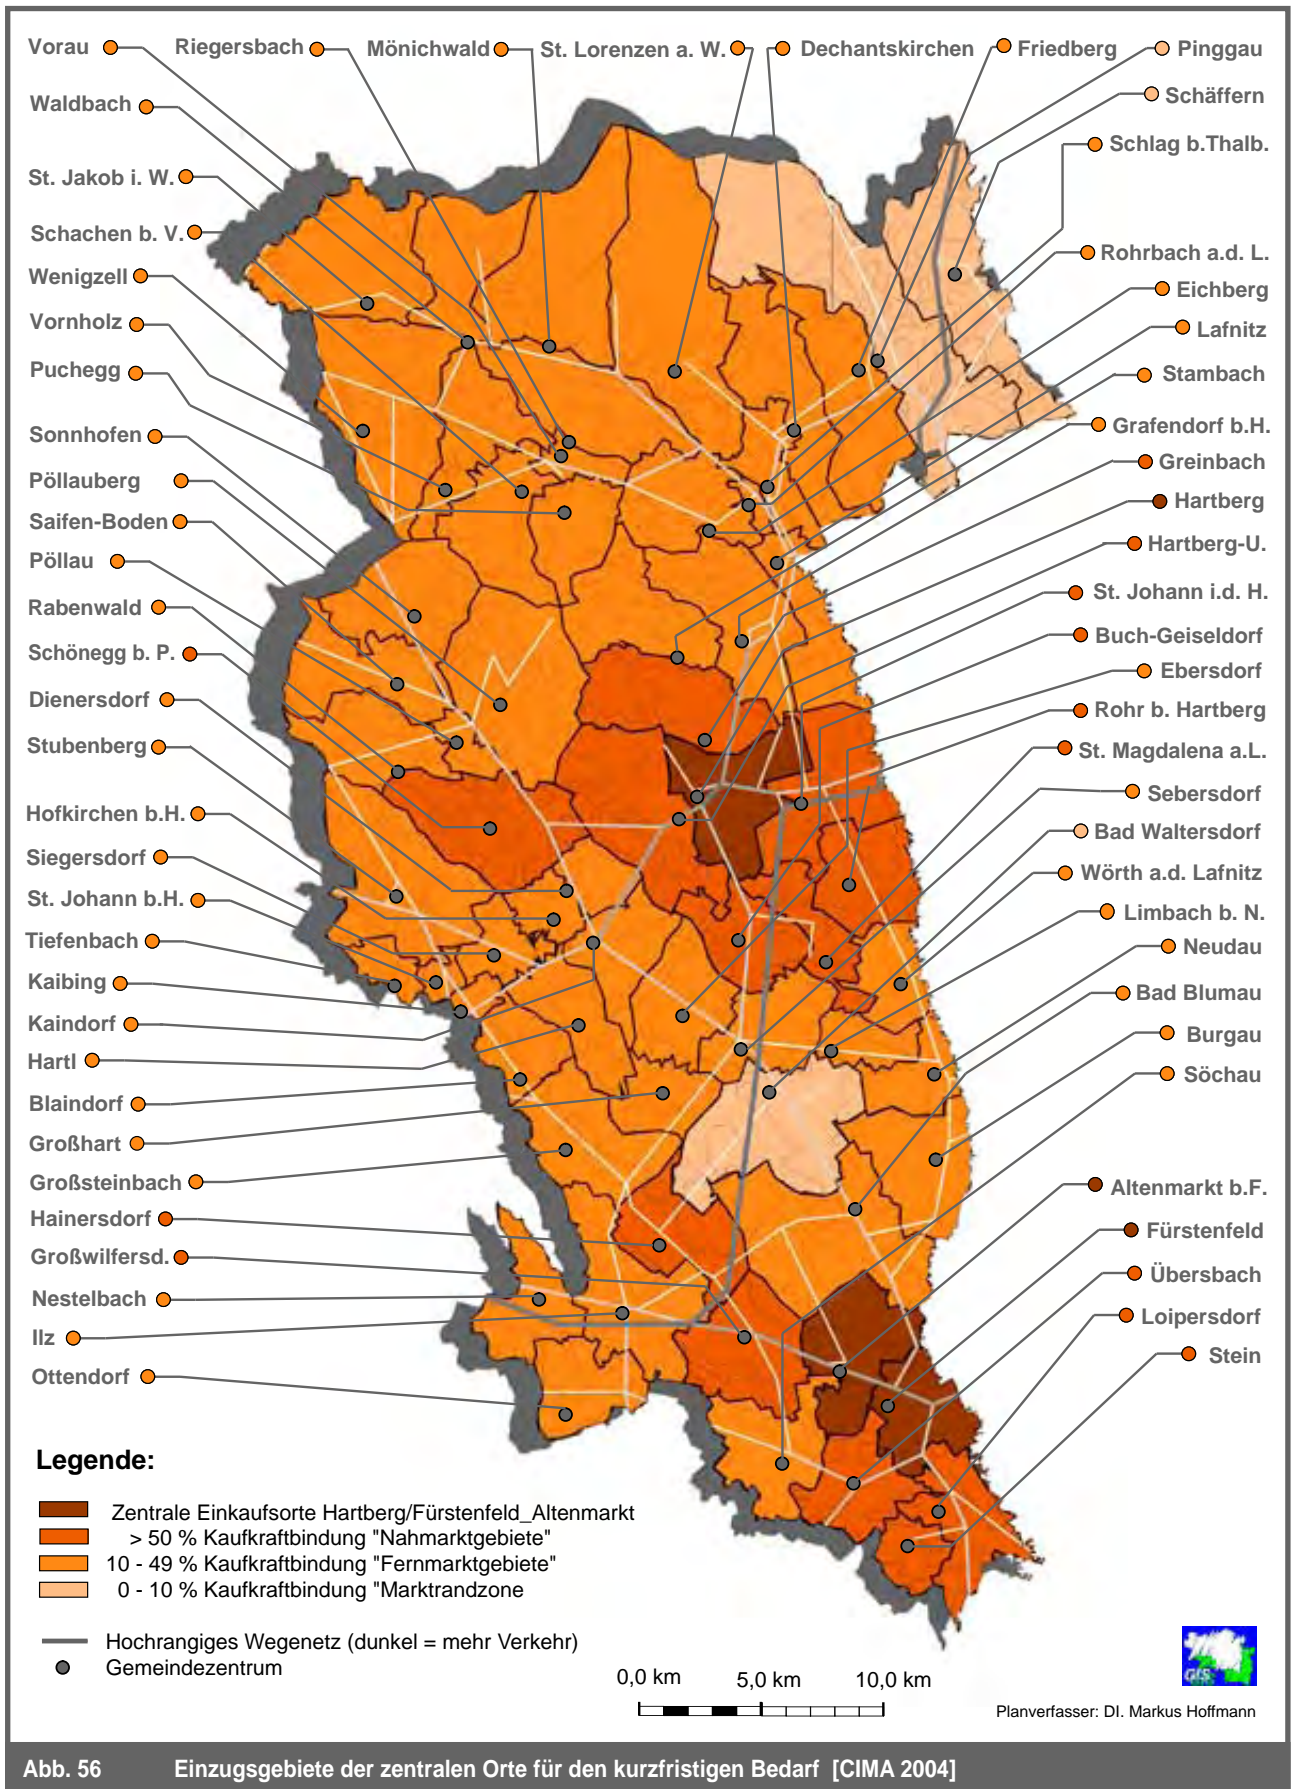 Vorau
Riegersbach
Mönichwald
St. Lorenzen a. W.
Dechantskirchen
Friedberg
Pinggau
Waldbach
Schäffern
Schlag b.Thalb.
St. Jakob i. W.
Schachen b. V.
Rohrbach a.d. L.
Wenigzell
Eichberg
Vornholz
Lafnitz
Puchegg
Stambach
Sonnhofen
Grafendorf b.H.
Pöllauberg
Greinbach
Saifen-Boden
Hartberg
Pöllau
Hartberg-U.
Rabenwald
St. Johann i.d. H.
Schönegg b. P.
Buch-Geiseldorf
Dienersdorf
Ebersdorf
Stubenberg
Rohr b. Hartberg
St. Magdalena a.L.
Hofkirchen b.H.
Sebersdorf
Siegersdorf
Bad Waltersdorf
St. Johann b.H.
Wörth a.d. Lafnitz
Tiefenbach
Limbach b. N.
Kaibing
Neudau
Kaindorf
Bad Blumau
Hartl
Burgau
Blaindorf
Söchau
Großhart
Großsteinbach
Altenmarkt b.F.
Hainersdorf
Fürstenfeld
Großwilfersd.
Übersbach
Nestelbach
Loipersdorf
Ilz
Stein
Ottendorf
Legende:
Zentrale Einkaufsorte Hartberg/Fürstenfeld_Altenmarkt
> 50 % Kaufkraftbindung "Nahmarktgebiete"
10 - 49 % Kaufkraftbindung "Fernmarktgebiete"
0 - 10 % Kaufkraftbindung "Marktrandzone
Hochrangiges Wegenetz (dunkel = mehr Verkehr)
Gemeindezentrum
0,0 km 5,0 km 10,0 km
GIS
Planverfasser: DI. Markus Hoffmann
Abb. 56 Einzugsgebiete der zentralen Orte für den kurzfristigen Bedarf [CIMA 2004]